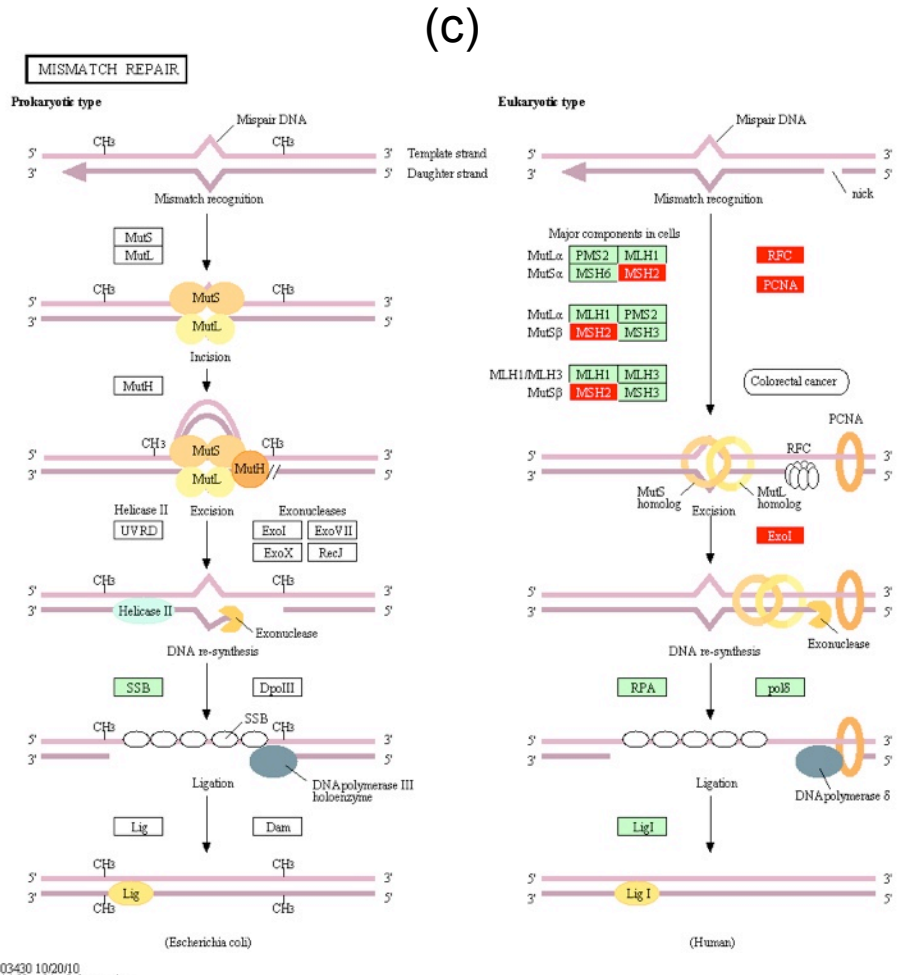 (c)
MISMATCH REPAIR
Prokaryotic type
Mispair DNA
CH3
CH3
5'
3'
Template strand
3'
5'
Daughter strand
Mismatch recognition
MutS
MutL
CH3
CH3
5'
3'
MutS
3'
5'
MutL
Incision
MutH
CH3
CH3
5'
3'
MutS
3'
5'
MutL
MutH
Helicase II
Excision
Exonucleases
UVRD
ExoI
ExoVII
ExoX
RecJ
CH3
CH3
5'
3'
3'
5'
Helicase II
Exonuclease
DNA re-synthesis
SSB
DpoIII
SSB
CH3
CH3
5'
3'
3'
5'
Ligation
DNA polymerase III
holoenzyme
Lig
Dam
CH3
CH3
5'
3'
3'
5'
Lig
CH3
CH3
(Escherichia coli)
Eukaryotic type
Mispair DNA
5'
3'
3'
5'
nick
Mismatch recognition
Major components in cells
MutLα PMS2 MLH1
MutSα MSH6 MSH2
RFC
PCNA
MutLα MLH1 PMS2
MutSβ MSH2 MSH3
MLH1/MLH3 MLH1 MLH3
MutSβ MSH2 MSH3
Colorectal cancer
PCNA
RFC
5'
3'
3'
5'
MutS
homolog
MutL
homolog
Excision
ExoI
5'
3'
3'
5'
Exonuclease
DNA re-synthesis
RPA
polδ
5'
3'
3'
5'
Ligation
DNA polymerase δ
LigI
5'
3'
3'
5'
Lig I
(Human)
03430 10/20/10